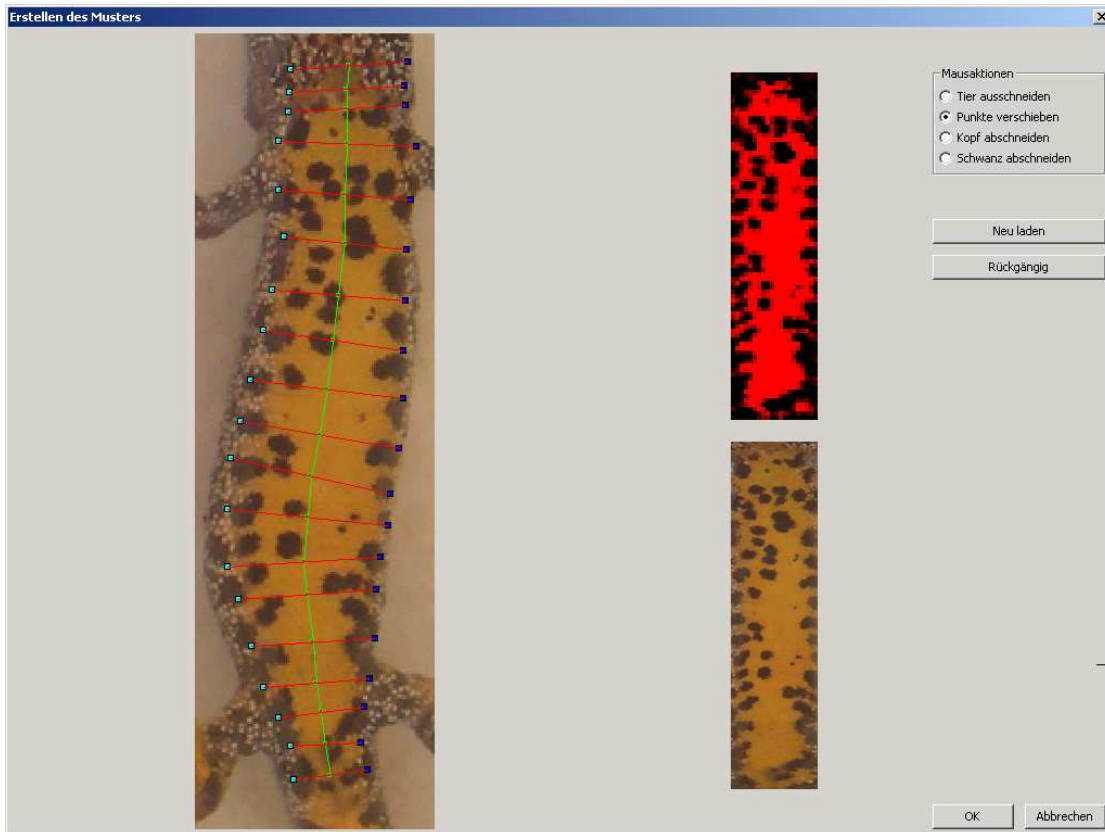 Erstellen des Musters
Mausaktionen
Tier ausschneiden
Punkte verschieben
Kopf abschneiden
Schwanz abschneiden
Neu laden
Rückgängig
OK
Abbrechen